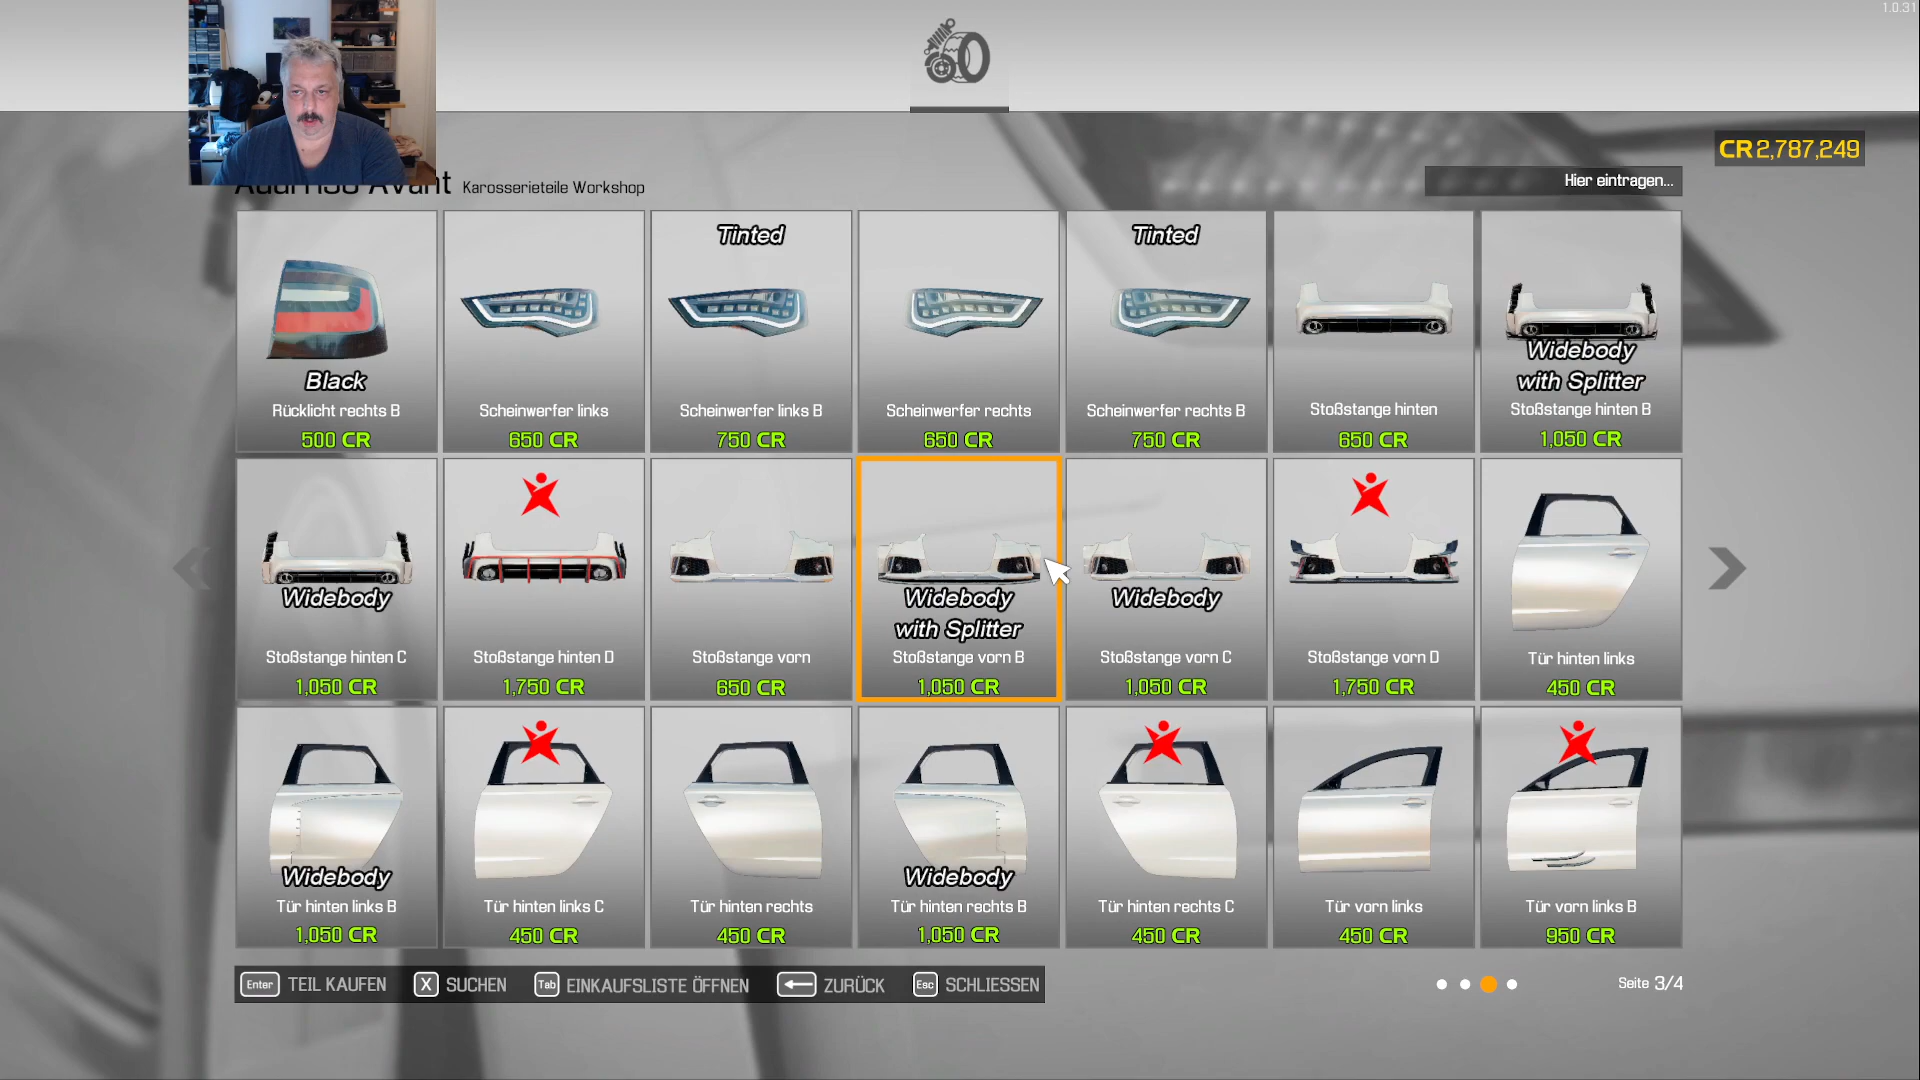 1.0.31
CR 2,787,249
Avant Karosserieteile Workshop
Hier eintragen...
Tinted
Tinted
Black
Widebody
with Splitter
Rücklicht rechts B
Scheinwerfer links
Scheinwerfer links B
Scheinwerfer rechts
Scheinwerfer rechts B
Stoßstange hinten
Stoßstange hinten B
500 CR
650 CR
750 CR
650 CR
750 CR
650 CR
1,050 CR
Widebody
Widebody
with Splitter
Widebody
Stoßstange hinten C
Stoßstange hinten D
Stoßstange vorn
Stoßstange vorn B
Stoßstange vorn C
Stoßstange vorn D
Tür hinten links
1,050 CR
1,750 CR
650 CR
1,050 CR
1,050 CR
1,750 CR
450 CR
Widebody
Widebody
Tür hinten links B
Tür hinten links C
Tür hinten rechts
Tür hinten rechts B
Tür hinten rechts C
Tür vorn links
Tür vorn links B
1,050 CR
450 CR
450 CR
1,050 CR
450 CR
450 CR
950 CR
Enter TEIL KAUFEN X SUCHEN Tab EINKAUFSLISTE ÖFFNEN ZURÜCK Esc SCHLIESSEN
Seite 3/4